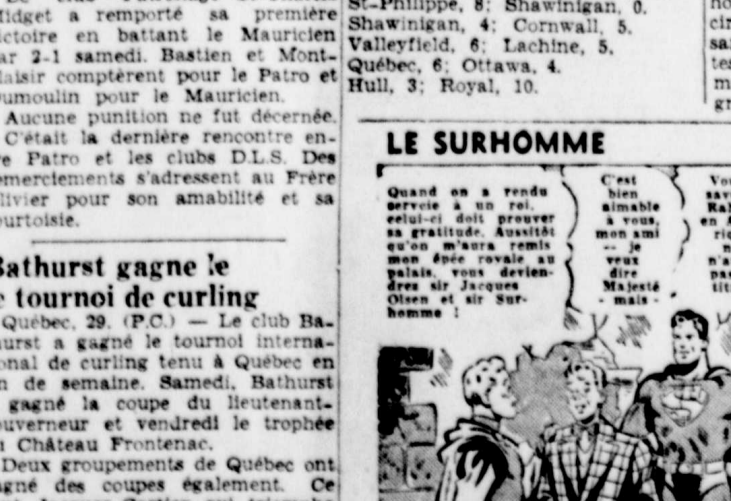 Midget a remporté sa première
victoire en battant le Mauricien
par 2-1 samedi. Bastien et Mont-
plaisir comptèrent pour le Patro et
Dumoulin pour le Mauricien.
Aucune punition ne fut décernée.
C'était la dernière rencontre en-
re Patro et les clubs D.L.S. Des
remerciements s'adressent au Frère
Olivier pour son amabilité et sa
courtoisie.
Bathurst gagne le
e tournoi de curling
Québec, 29. (P.C.) — Le club Ba-
hurst a gagné le tournoi interna-
onal de curling tenu à Québec en
n de semaine. Samedi, Bathurst
gagné la coupe du lieutenant-
ouverneur et vendredi le trophée
u Château Frontenac.
Deux groupements de Québec ont
agné des coupes également. Ce
St-Philippe, 8; Shawinigan, 0.
Shawinigan, 4; Cornwall, 5.
Valleyfield, 6; Lachine, 5.
Québec, 6; Ottawa, 4.
Hull, 3; Royal, 10.
LE SURHOMME
Quand on a rendu
servcie à un roi,
celui-ci doit prouver
sa gratitude. Aussitôt
qu'on m'aura remis
mon épée royale au
palais, vous devien-
drez sir Jacques
Olsen et sir Sur-
homme !
C'est
bien
aimable
à vous,
mon ami
-- je
veux
dire
Majesté
- mais -